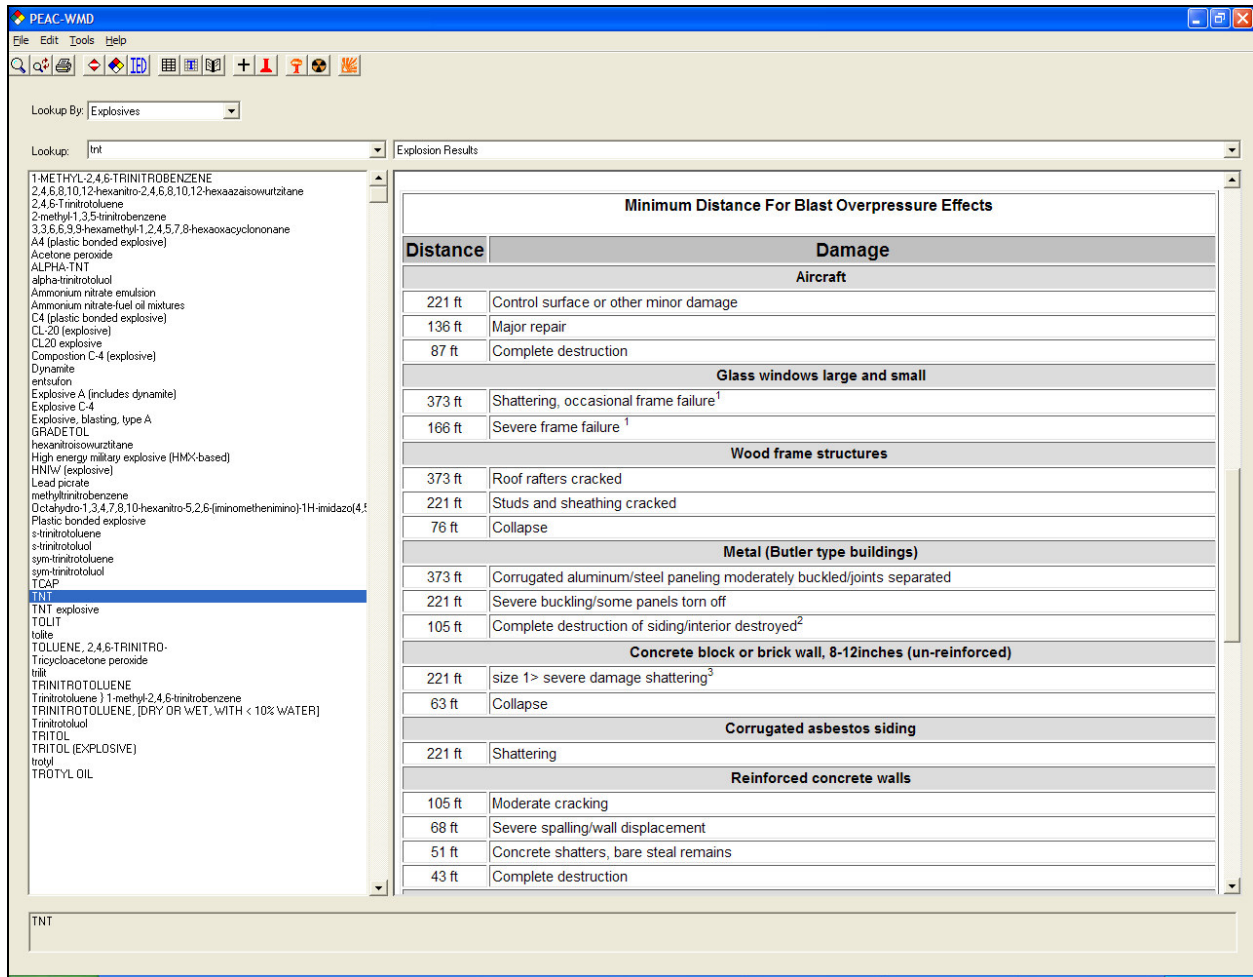 PEAC-WMD
File Edit Tools Help
IED
Lookup By: Explosives
Lookup: tnt
Explosion Results
1-METHYL-2,4,6-TRINITROBENZENE
2,4,6,8,10,12-hexanitro-2,4,6,8,10,12-hexaazaisowurtzitane
2,4,6-Trinitrotoluene
2-methyl-1,3,5-trinitrobenzene
3,3,6,6,9,9-hexamethyl-1,2,4,5,7,8-hexaoxacyclononane
A4 (plastic bonded explosive)
Acetone peroxide
ALPHA-TNT
alpha-trinitrotoluol
Ammonium nitrate emulsion
Ammonium nitrate-fuel oil mixtures
C4 (plastic bonded explosive)
CL-20 (explosive)
CL20 explosive
Compostion C-4 (explosive)
Dynamite
entsufon
Explosive A (includes dynamite)
Explosive C-4
Explosive, blasting, type A
GRADETOL
hexanitroisowurztitane
High energy military explosive (HMX-based)
HNIW (explosive)
Lead picrate
methyltrinitrobenzene
Octahydro-1,3,4,7,8,10-hexanitro-5,2,6-(iminomethenimino)-1H-imidazo(4,5
Plastic bonded explosive
s-trinitrotoluene
s-trinitrotoluol
sym-trinitrotoluene
sym-trinitrotoluol
TCAP
TNT
TNT explosive
TOLIT
tolite
TOLUENE, 2,4,6-TRINITRO-
Tricycloacetone peroxide
trilit
TRINITROTOLUENE
Trinitrotoluene } 1-methyl-2,4,6-trinitrobenzene
TRINITROTOLUENE, [DRY OR WET, WITH < 10% WATER]
Trinitrotoluol
TRITOL
TRITOL (EXPLOSIVE)
trotyl
TROTYL OIL
Minimum Distance For Blast Overpressure Effects
Distance Damage
Aircraft
221 ft Control surface or other minor damage
136 ft Major repair
87 ft Complete destruction
Glass windows large and small
373 ft Shattering, occasional frame failure1
166 ft Severe frame failure 1
Wood frame structures
373 ft Roof rafters cracked
221 ft Studs and sheathing cracked
76 ft Collapse
Metal (Butler type buildings)
373 ft Corrugated aluminum/steel paneling moderately buckled/joints separated
221 ft Severe buckling/some panels torn off
105 ft Complete destruction of siding/interior destroyed2
Concrete block or brick wall, 8-12inches (un-reinforced)
221 ft size 1> severe damage shattering3
63 ft Collapse
Corrugated asbestos siding
221 ft Shattering
Reinforced concrete walls
105 ft Moderate cracking
68 ft Severe spalling/wall displacement
51 ft Concrete shatters, bare steal remains
43 ft Complete destruction
TNT